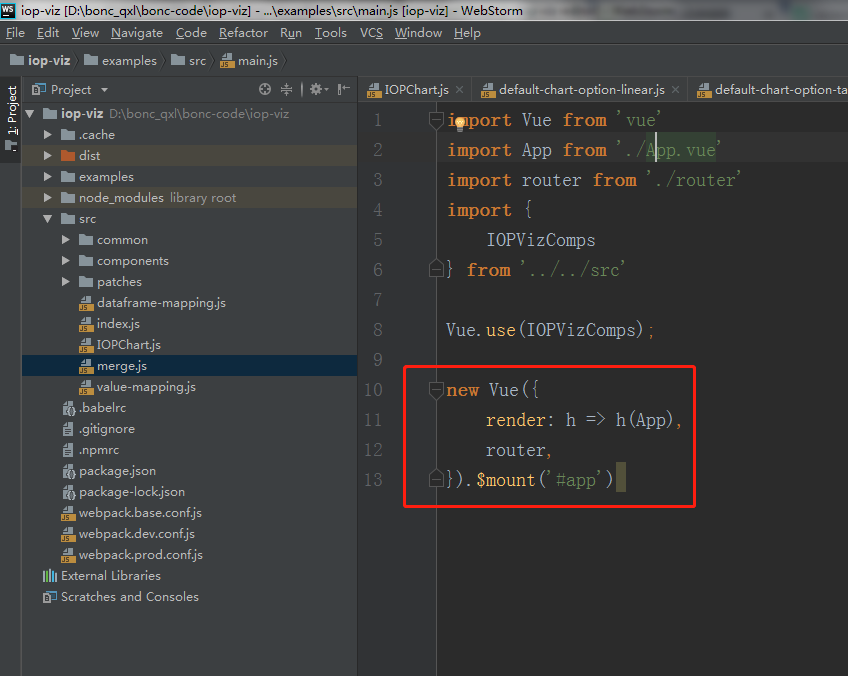 iop-viz [D:\bonc_qxl\bonc-code\iop-viz] - ...\examples\src\main.js [iop-viz] - WebStorm
File Edit View Navigate Code Refactor Run Tools VCS Window Help
iop-viz examples src main.js
1: Project
Project
iop-viz D:\bonc_qxl\bonc-code\iop-viz
.cache
dist
examples
node_modules library root
src
common
components
patches
dataframe-mapping.js
index.js
IOPChart.js
merge.js
value-mapping.js
.babelrc
.gitignore
.npmrc
package.json
package-lock.json
webpack.base.conf.js
webpack.dev.conf.js
webpack.prod.conf.js
External Libraries
Scratches and Consoles
IOPChart.js default-chart-option-linear.js default-chart-option-ta
1 import Vue from 'vue'
2 import App from './App.vue'
3 import router from './router'
4 import {
5 IOPVizComps
6 } from '../../src'
7
8 Vue.use(IOPVizComps);
9
10 new Vue({
11 render: h => h(App),
12 router,
13 }).$mount('#app')